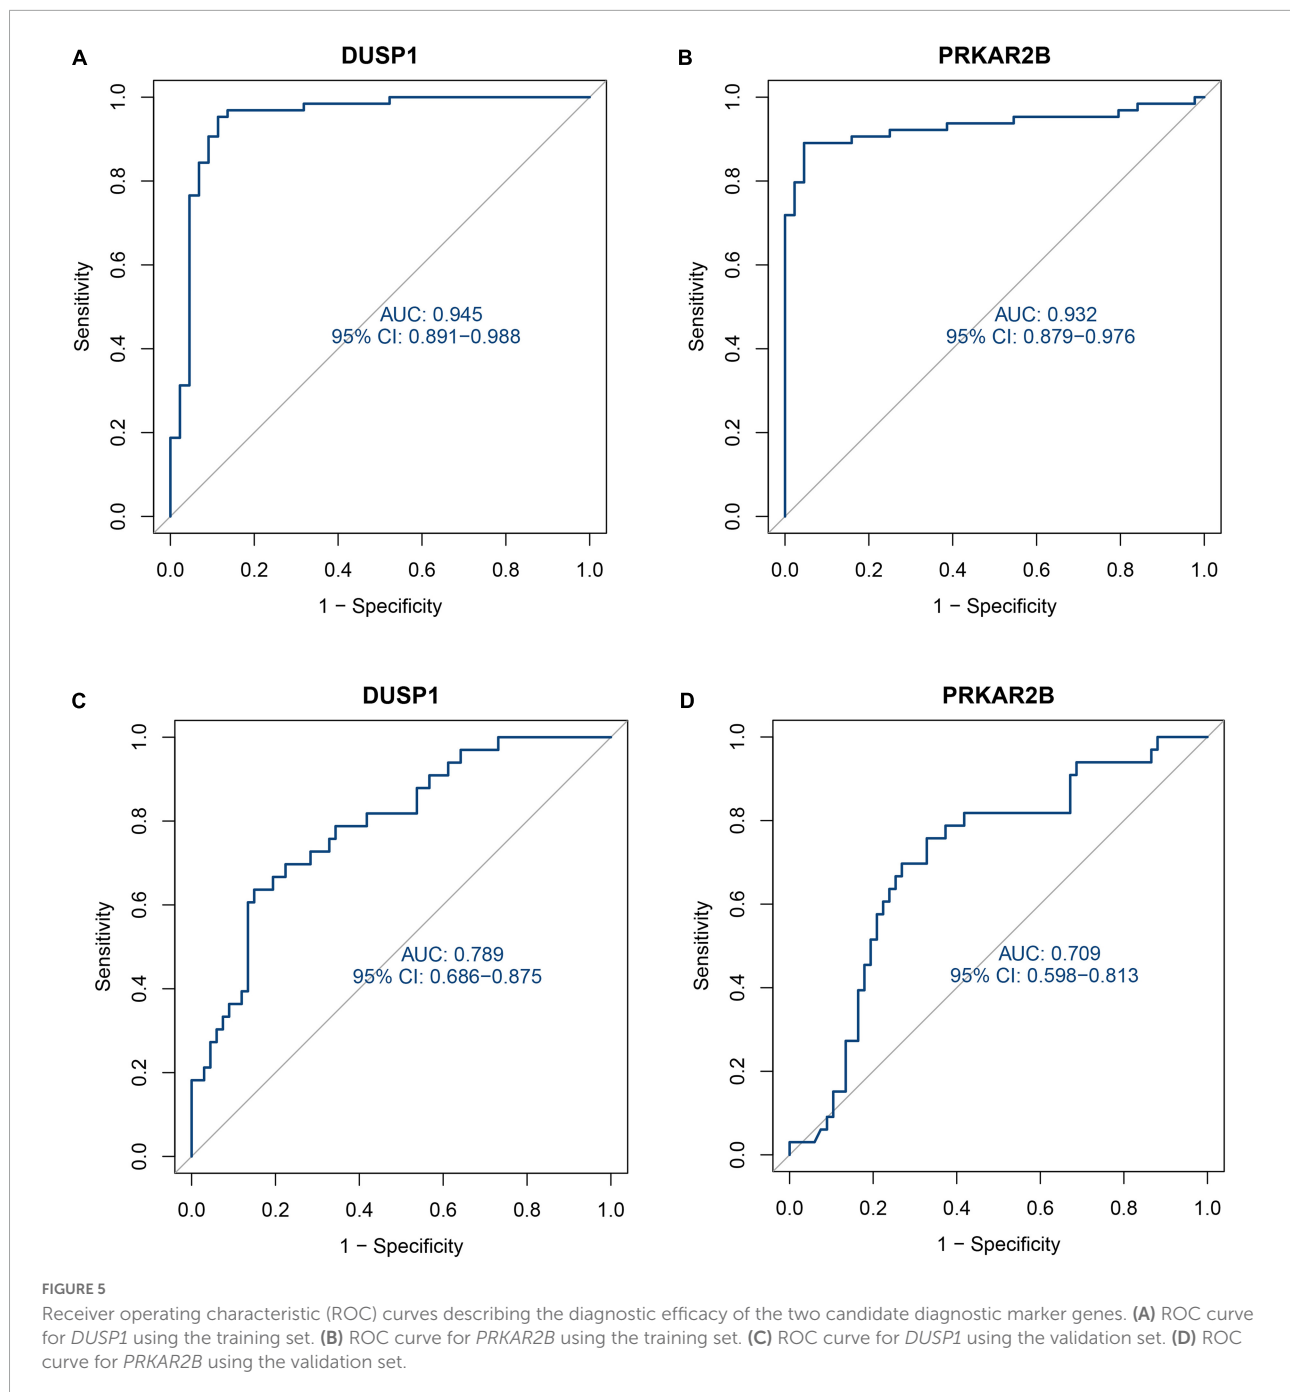 A
DUSP1
1.0
0.8
0.6
0.4
0.2
0.0
Sensitivity
AUC: 0.945
95% CI: 0.891−0.988
0.0 0.2 0.4 0.6 0.8 1.0
1 − Specificity
B
PRKAR2B
1.0
0.8
0.6
0.4
0.2
0.0
Sensitivity
AUC: 0.932
95% CI: 0.879−0.976
0.0 0.2 0.4 0.6 0.8 1.0
1 − Specificity
C
DUSP1
1.0
0.8
0.6
0.4
0.2
0.0
Sensitivity
AUC: 0.789
95% CI: 0.686−0.875
0.0 0.2 0.4 0.6 0.8 1.0
1 − Specificity
D
PRKAR2B
1.0
0.8
0.6
0.4
0.2
0.0
Sensitivity
AUC: 0.709
95% CI: 0.598−0.813
0.0 0.2 0.4 0.6 0.8 1.0
1 − Specificity
FIGURE 5
Receiver operating characteristic (ROC) curves describing the diagnostic efficacy of the two candidate diagnostic marker genes. (A) ROC curve
for DUSP1 using the training set. (B) ROC curve for PRKAR2B using the training set. (C) ROC curve for DUSP1 using the validation set. (D) ROC
curve for PRKAR2B using the validation set.